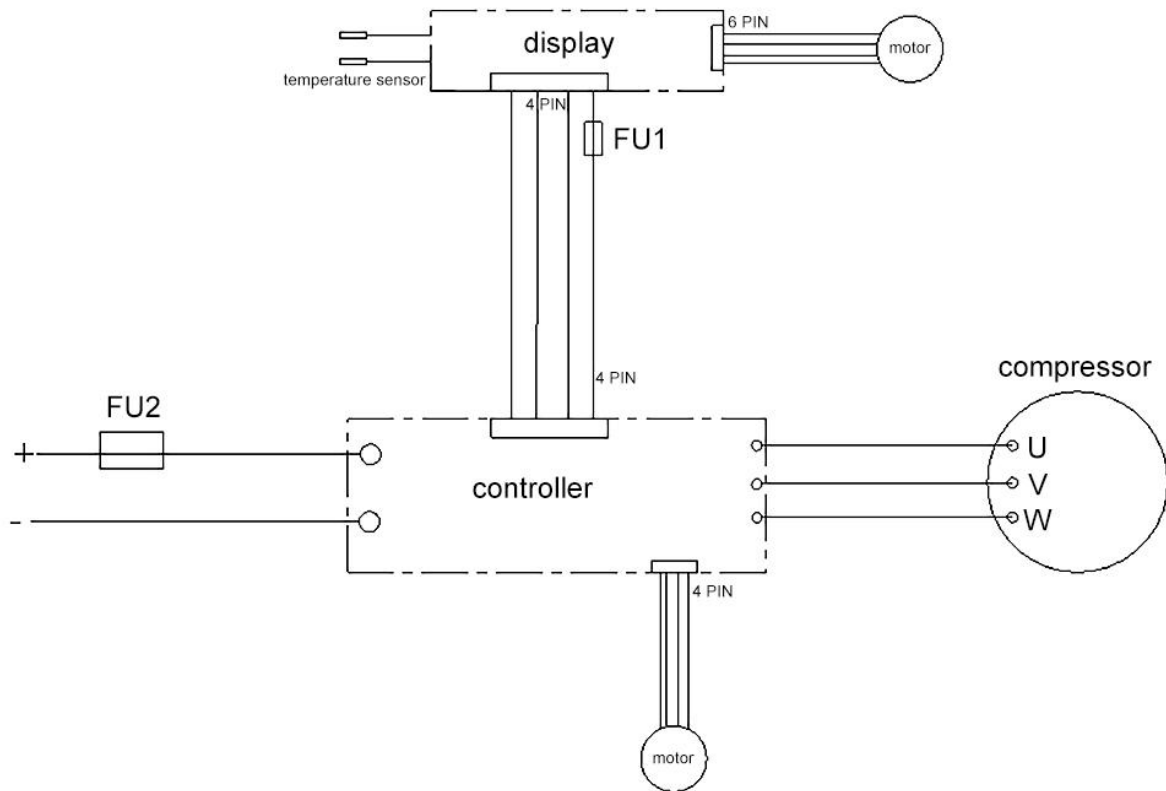 6 PIN
display
motor
temperature sensor
4 PIN
FU1
4 PIN
compressor
FU2
+
U
controller
V
-
W
4 PIN
motor